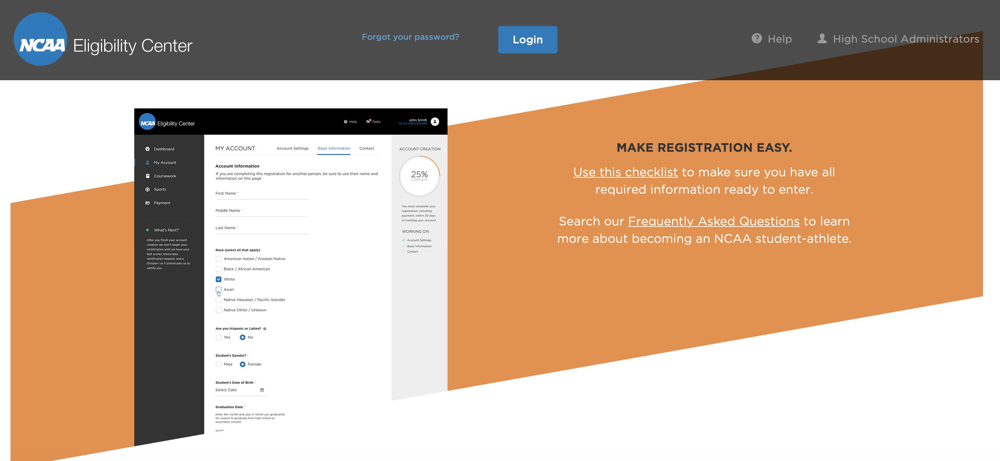 NCAA Eligibility Center
Forgot your password?
Login
Help
High School Administrators
NCAA Eligibility Center
Help
Tasks
John Smith
NCAA #1601405596
Dashboard
My Account
Coursework
Sports
Payment
What's Next?
After you finish your account
creation we won't begin your
certification until we have your
test scores, transcripts,
certification request, and a
Division I or II school asks us to
certify you.
MY ACCOUNT
Account Settings
Basic Information
Contact
Account Information
If you are completing this registration for another person, be sure to use their name and
information on this page
First Name *
Middle Name *
Last Name *
Race (select all that apply)
American Indian / Alaskan Native
Black / African American
White
Asian
Native Hawaiian / Pacific Islander
Native Other / Unkown
Are you Hispanic or Latino?
Yes
No
Student's Gender? *
Male
Female
Student's Date of Birth *
Select Date
Graduation Date *
Enter the month and year in which you graduated
(or expect to graduate from high school or
secondary school)
June
ACCOUNT CREATION
25%
COMPLETE
You must complete your
registration, including
payment, within 30 days
of creating your account.
WORKING ON
Account Settings
Basic Information
Contact
MAKE REGISTRATION EASY.
Use this checklist to make sure you have all
required information ready to enter.
Search our Frequently Asked Questions to learn
more about becoming an NCAA student-athlete.